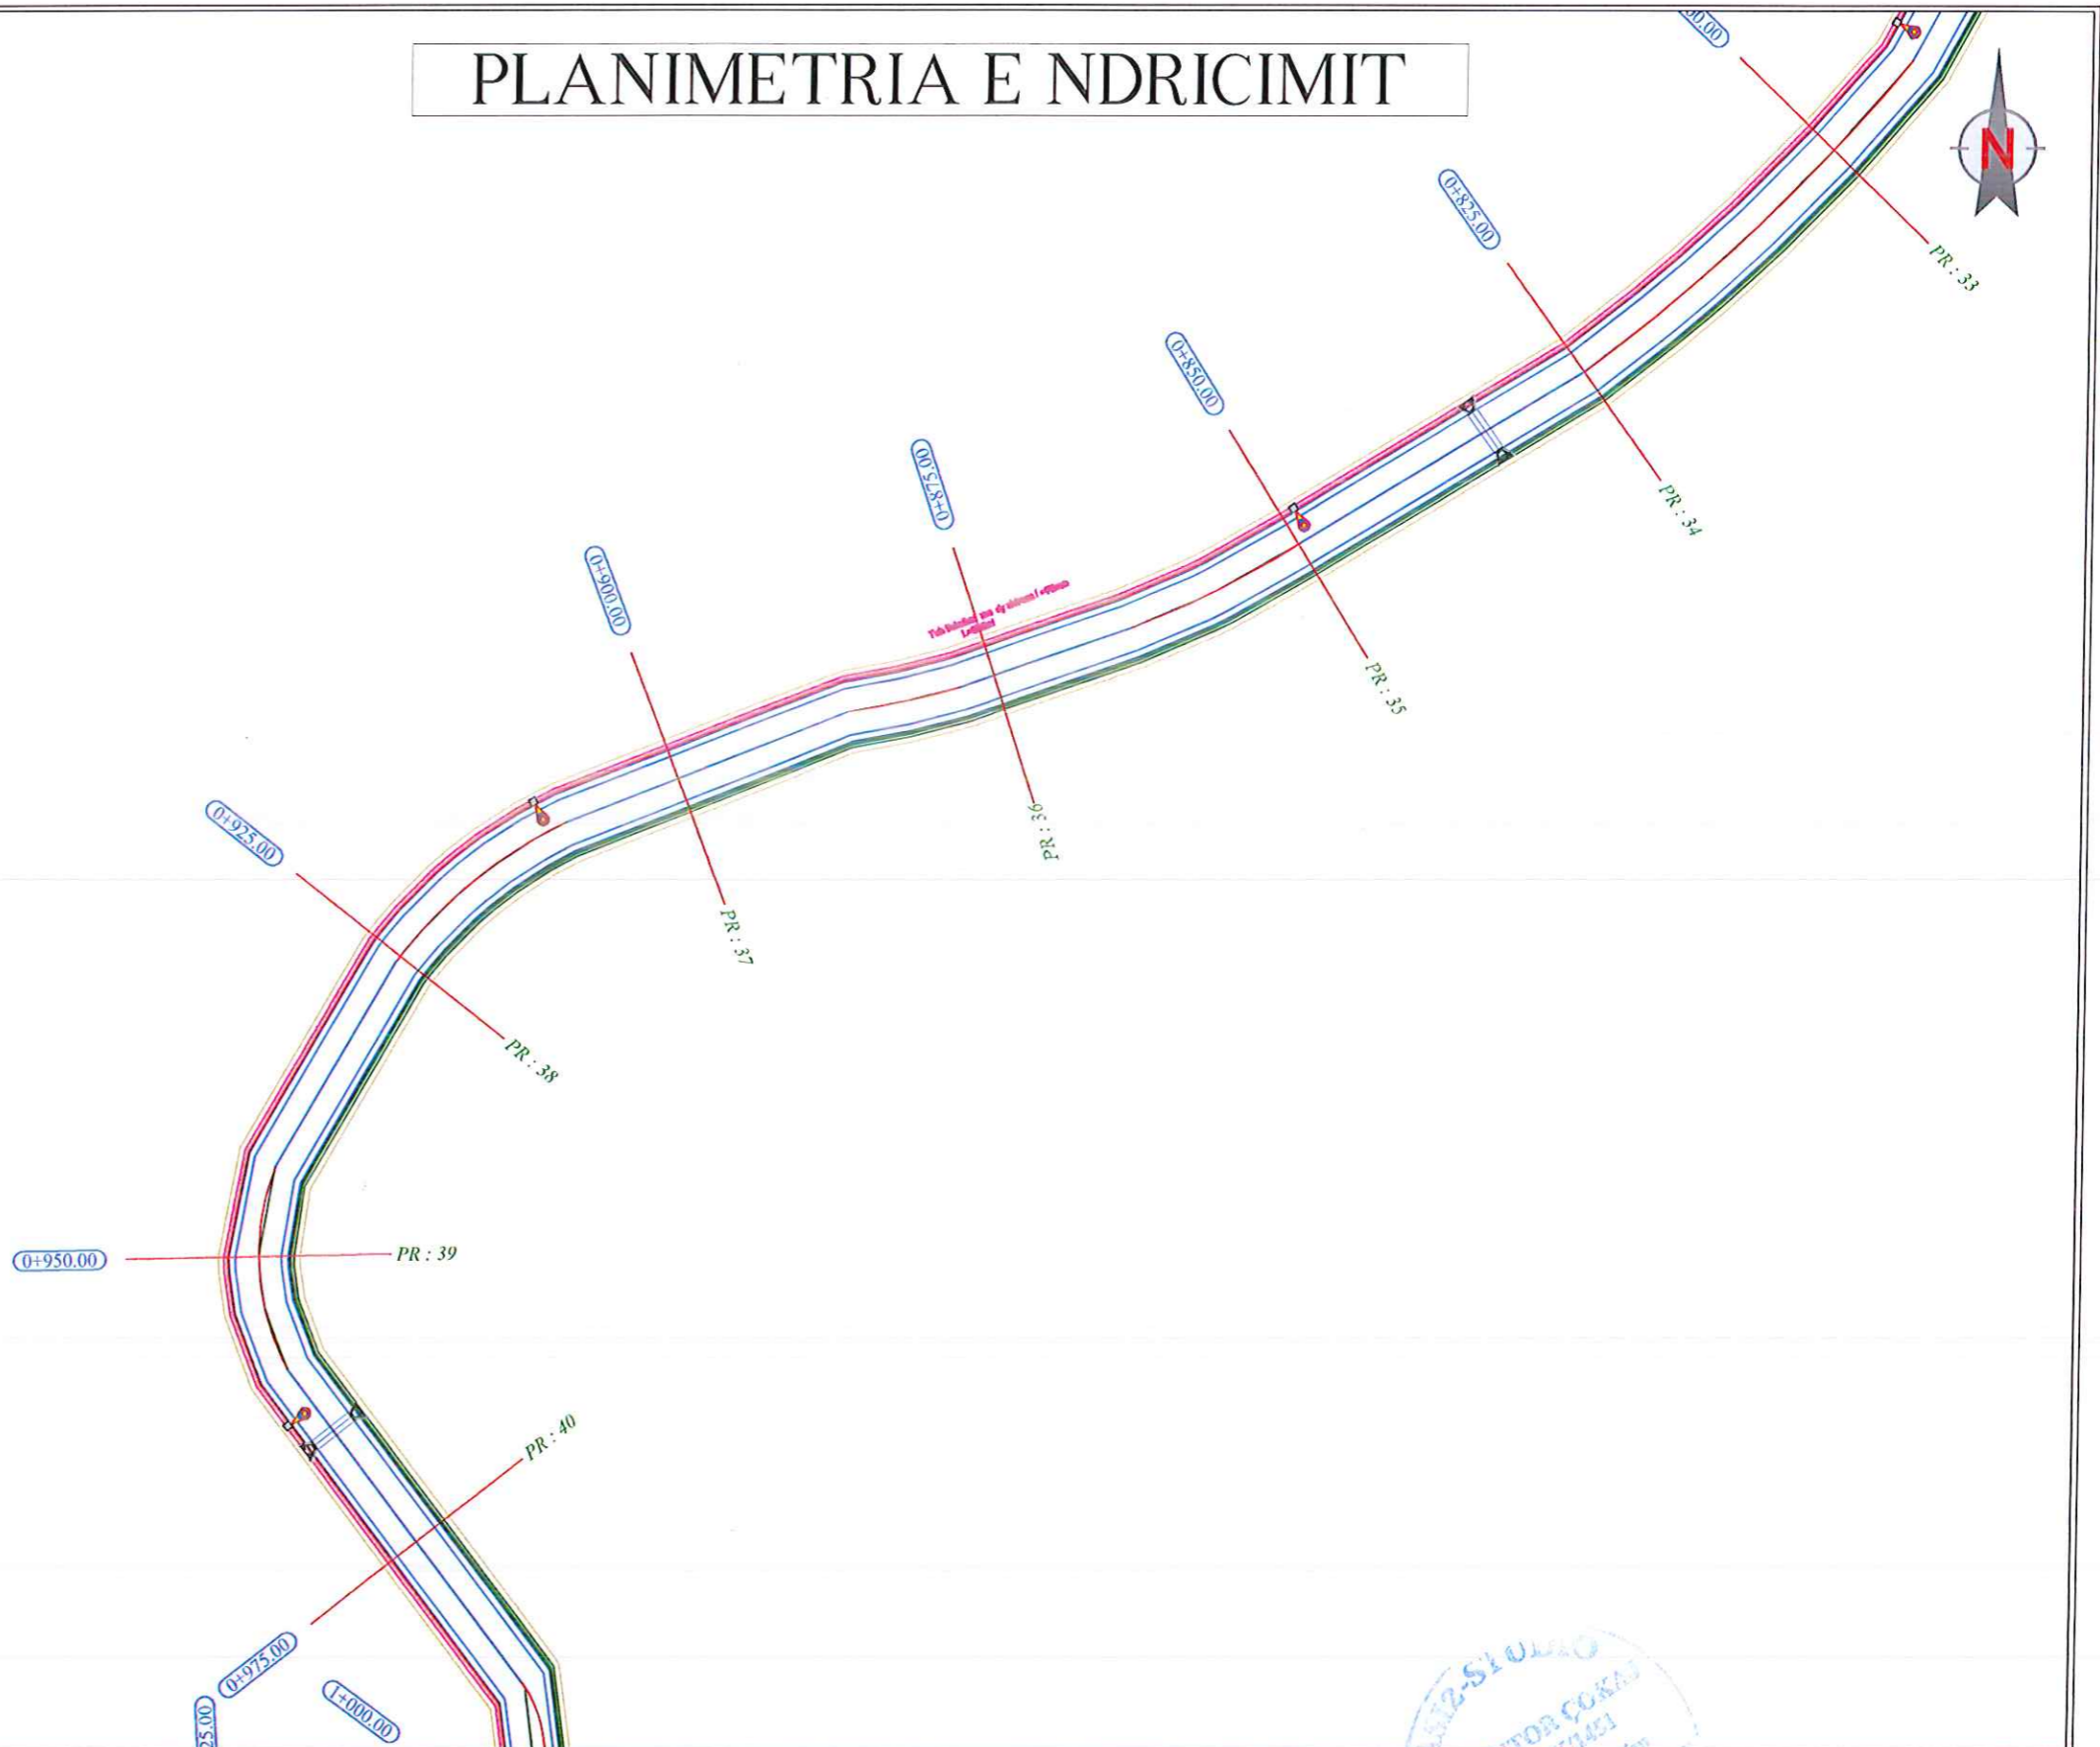 PLANIMETRIA E NDRICIMIT
N
PR : 33
0+825.00
PR : 34
0+850.00
PR : 35
0+875.00
PR : 36
0+900.00
PR : 37
0+925.00
PR : 38
0+950.00
PR : 39
PR : 40
0+975.00
1+000.00
25.00